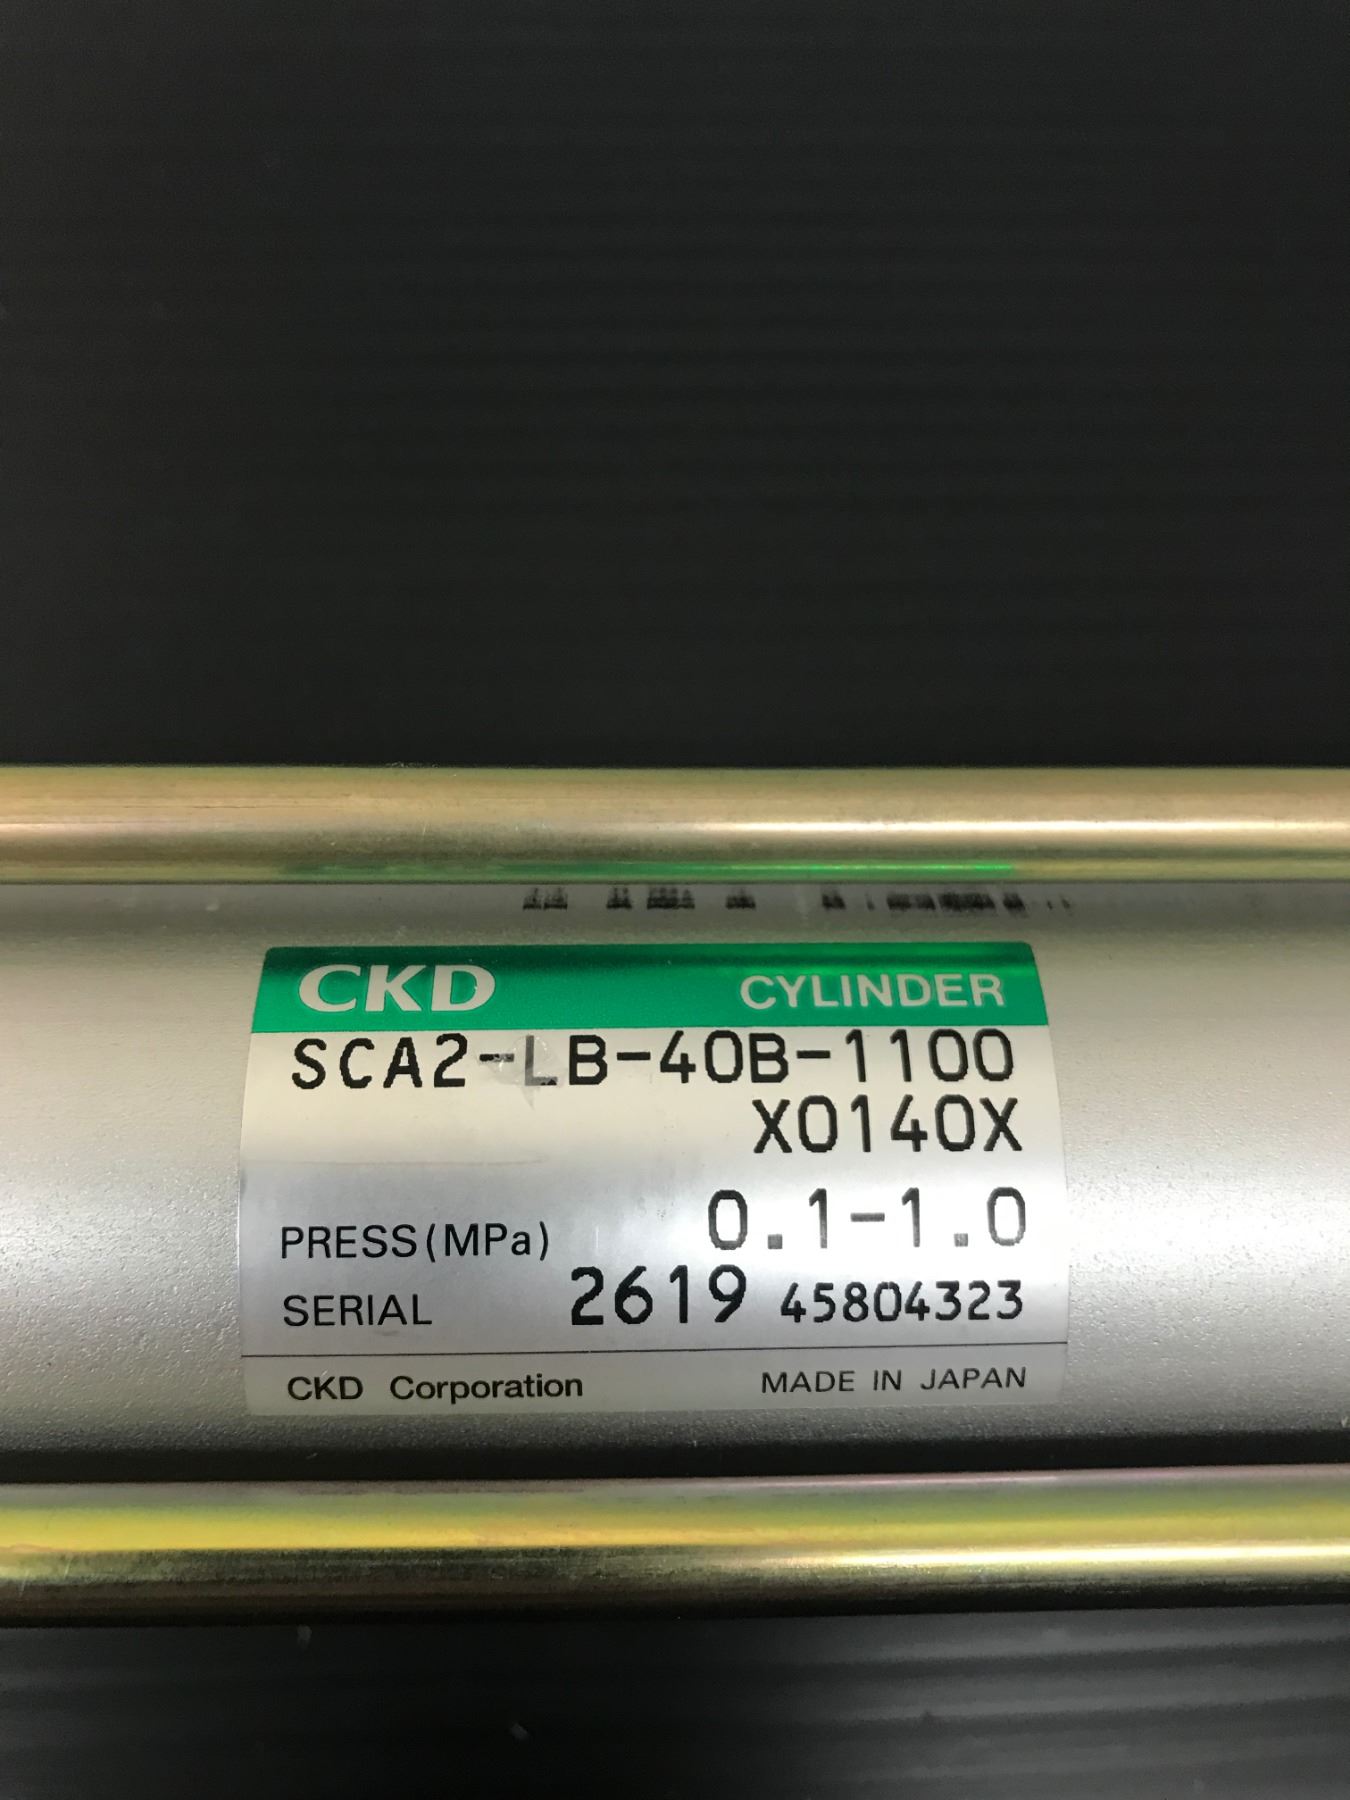 CKD CYLINDER
SCA2-LB-40B-1100
X0140X
PRESS(MPa) 0.1-1.0
SERIAL 2619 45804323
CKD Corporation MADE IN JAPAN